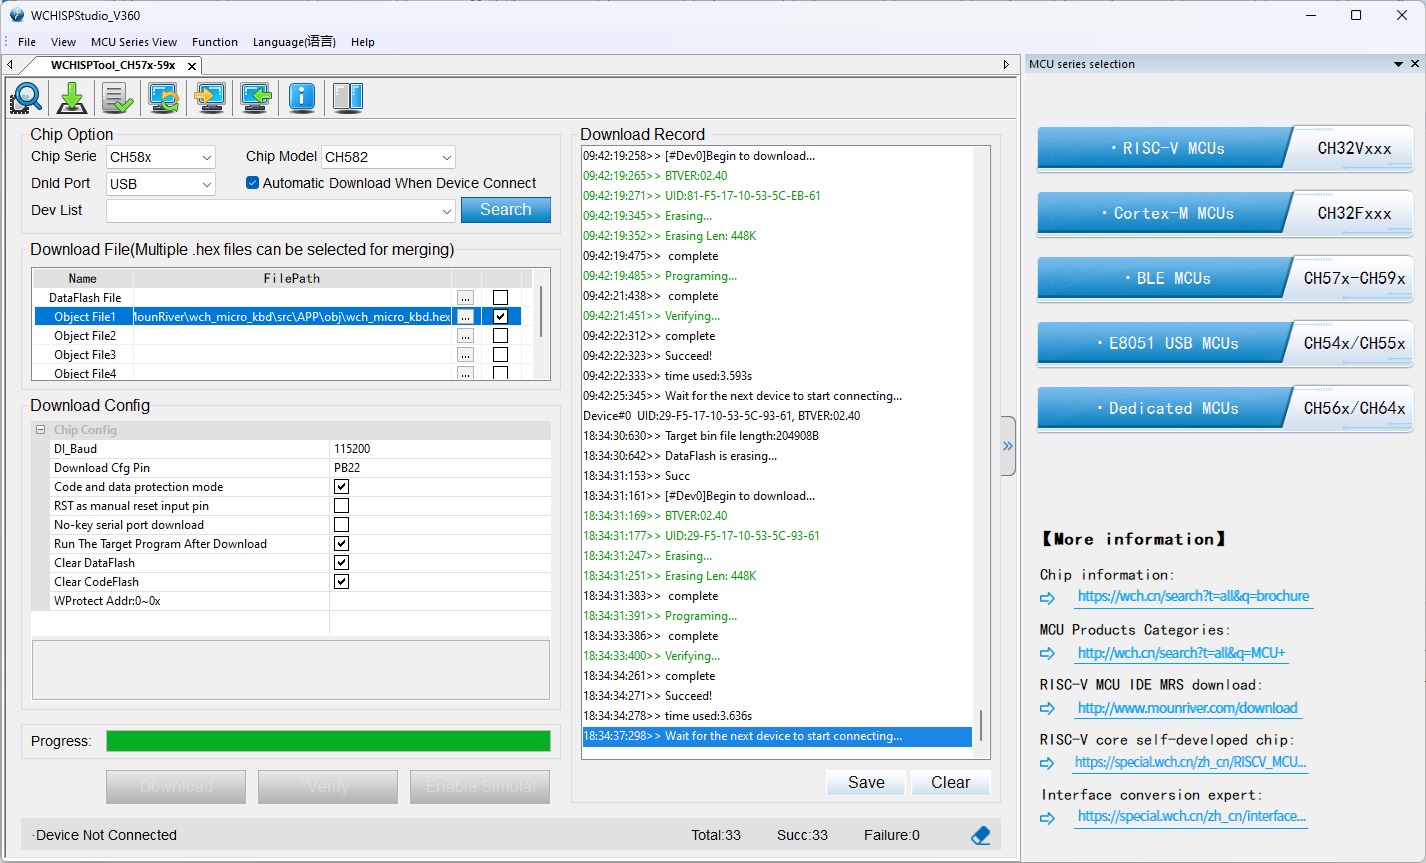 WCHISPStudio_V360
File View MCU Series View Function Language(语言) Help
WCHISPTool_CH57x-59x
MCU series selection
Chip Option
Chip Serie CH58x Chip Model CH582
Dnld Port USB Automatic Download When Device Connect
Dev List Search
Download File(Multiple .hex files can be selected for merging)
Name FilePath
DataFlash File ...
Object File1 MounRiver\wch_micro_kbd\src\APP\obj\wch_micro_kbd.hex ...
Object File2 ...
Object File3 ...
Object File4 ...
Download Config
Chip Config
DI_Baud 115200
Download Cfg Pin PB22
Code and data protection mode
RST as manual reset input pin
No-key serial port download
Run The Target Program After Download
Clear DataFlash
Clear CodeFlash
WProtect Addr:0~0x
Progress:
Download Verify Enable Simulat
Download Record
09:42:19:258>> [#Dev0]Begin to download...
09:42:19:265>> BTVER:02.40
09:42:19:271>> UID:81-F5-17-10-53-5C-EB-61
09:42:19:345>> Erasing...
09:42:19:352>> Erasing Len: 448K
09:42:19:475>> complete
09:42:19:485>> Programing...
09:42:21:438>> complete
09:42:21:451>> Verifying...
09:42:22:312>> complete
09:42:22:323>> Succeed!
09:42:22:333>> time used:3.593s
09:42:25:345>> Wait for the next device to start connecting...
Device#0 UID:29-F5-17-10-53-5C-93-61, BTVER:02.40
18:34:30:630>> Target bin file length:204908B
18:34:30:642>> DataFlash is erasing...
18:34:31:153>> Succ
18:34:31:161>> [#Dev0]Begin to download...
18:34:31:169>> BTVER:02.40
18:34:31:177>> UID:29-F5-17-10-53-5C-93-61
18:34:31:247>> Erasing...
18:34:31:251>> Erasing Len: 448K
18:34:31:383>> complete
18:34:31:391>> Programing...
18:34:33:386>> complete
18:34:33:400>> Verifying...
18:34:34:261>> complete
18:34:34:271>> Succeed!
18:34:34:278>> time used:3.636s
18:34:37:298>> Wait for the next device to start connecting...
Save Clear
·Device Not Connected Total:33 Succ:33 Failure:0
·RISC-V MCUs CH32Vxxx
·Cortex-M MCUs CH32Fxxx
·BLE MCUs CH57x-CH59x
·E8051 USB MCUs CH54x/CH55x
·Dedicated MCUs CH56x/CH64x
【More information】
Chip information:
https://wch.cn/search?t=all&q=brochure
MCU Products Categories:
http://wch.cn/search?t=all&q=MCU+
RISC-V MCU IDE MRS download:
http://www.mounriver.com/download
RISC-V core self-developed chip:
https://special.wch.cn/zh_cn/RISCV_MCU...
Interface conversion expert:
https://special.wch.cn/zh_cn/interface...